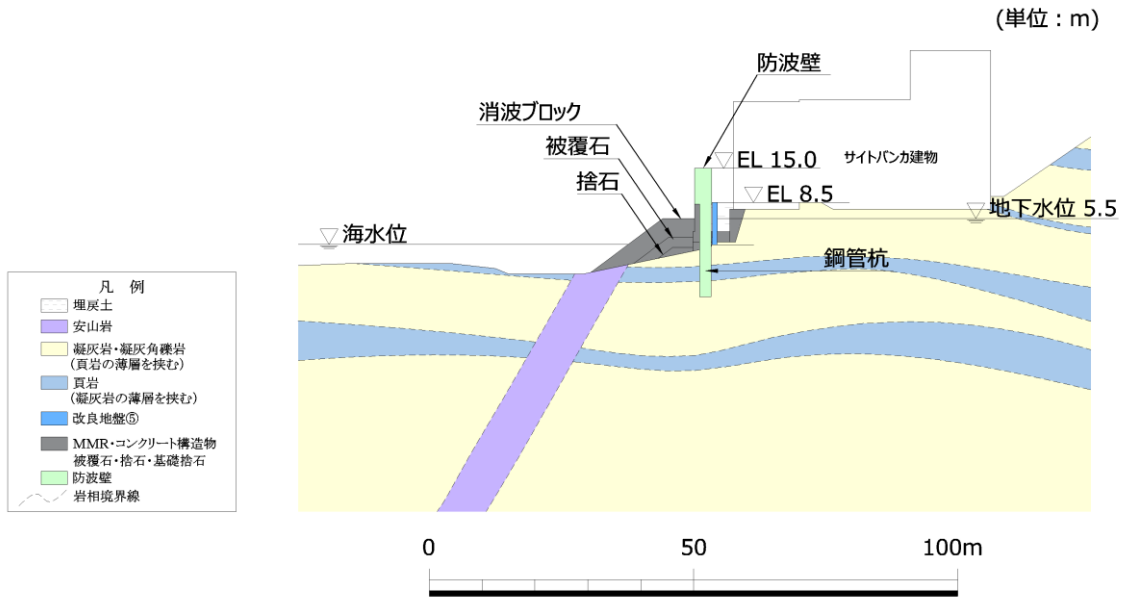 (単位：m)
防波壁
消波ブロック
被覆石
捨石
EL 15.0
サイトバンカ建物
EL 8.5
地下水位 5.5
海水位
鋼管杭
凡 例
埋戻土
安山岩
凝灰岩・凝灰角礫岩
(頁岩の薄層を挟む)
頁岩
(凝灰岩の薄層を挟む)
改良地盤⑤
MMR・コンクリート構造物
被覆石・捨石・基礎捨石
防波壁
岩相境界線
0
50
100m